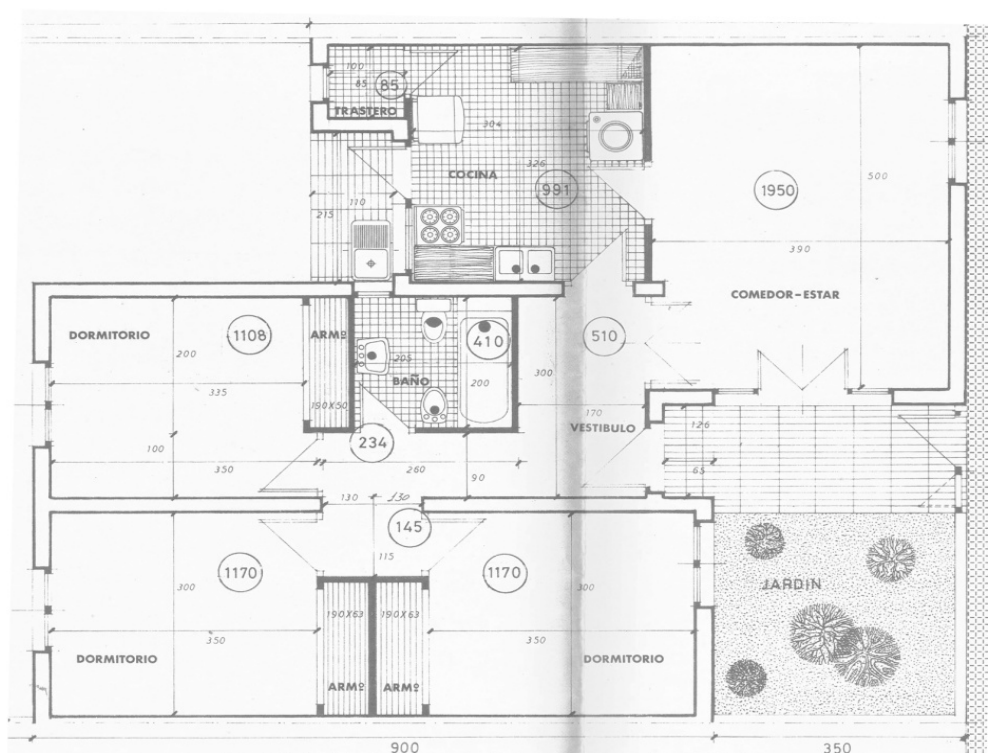 100
85
85
TRASTERO
304
326
COCINA
991
1950
500
110
215
390
COMEDOR-ESTAR
DORMITORIO
1108
ARMº
410
510
200
205
335
BAÑO
200
300
190X50
170
126
VESTIBULO
234
100
350
260
90
65
130
130
145
115
1170
1170
JARDIN
300
300
190X63
190X63
350
350
DORMITORIO
DORMITORIO
ARMº
ARMº
900
350